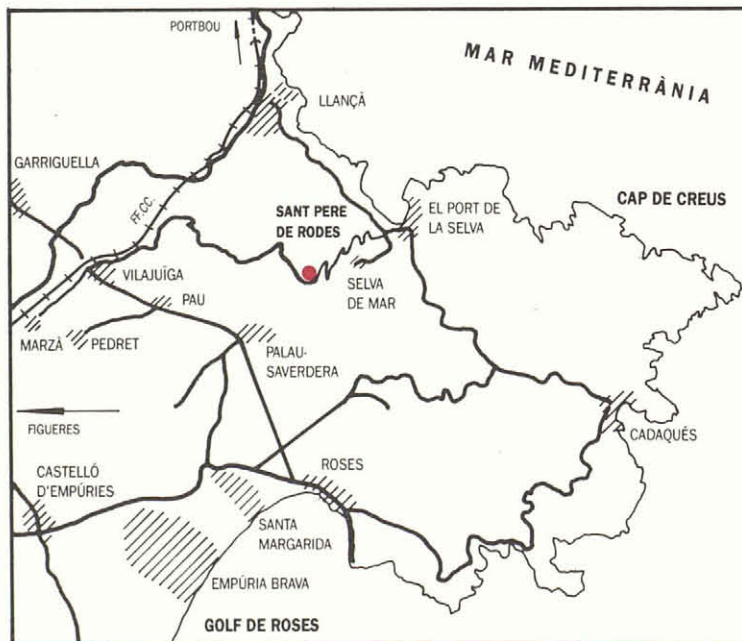 PORTBOU
MAR MEDITERRÀNIA
LLANÇÀ
GARRIGUELLA
FF.CC.
SANT PERE
DE RODES
EL PORT DE
LA SELVA
CAP DE CREUS
VILAJUÏGA
SELVA
DE MAR
PAU
MARZÀ
PEDRET
PALAU-
SAVERDERA
FIGUERES
CADAQUÉS
CASTELLÓ
D'EMPÚRIES
ROSES
SANTA
MARGARIDA
EMPÚRIA BRAVA
GOLF DE ROSES